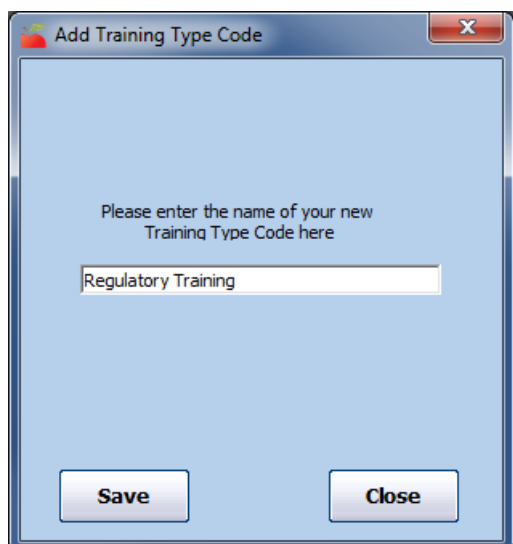 Add Training Type Code
Please enter the name of your new
Training Type Code here
Regulatory Training
Save
Close